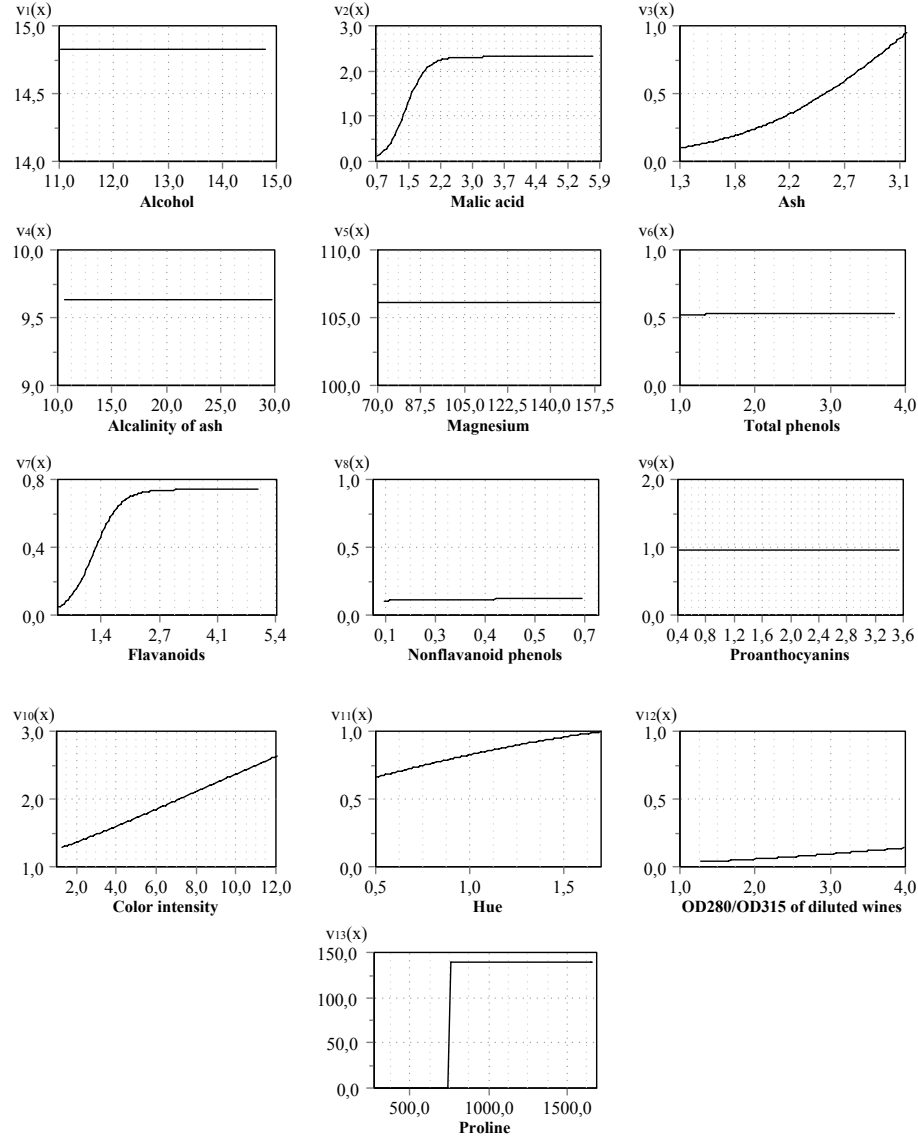 v1(x)
15,0
14,5
14,0
11,0 12,0 13,0 14,0 15,0
Alcohol
v2(x)
3,0
2,0
1,0
0,0
0,7 1,5 2,2 3,0 3,7 4,4 5,2 5,9
Malic acid
v3(x)
1,0
0,5
0,0
1,3 1,8 2,2 2,7 3,1
Ash
v4(x)
10,0
9,5
9,0
10,0 15,0 20,0 25,0 30,0
Alcalinity of ash
v5(x)
110,0
105,0
100,0
70,0 87,5 105,0 122,5 140,0 157,5
Magnesium
v6(x)
1,0
0,5
0,0
1,0 2,0 3,0 4,0
Total phenols
v7(x)
0,8
0,4
0,0
1,4 2,7 4,1 5,4
Flavanoids
v8(x)
1,0
0,5
0,0
0,1 0,3 0,4 0,5 0,7
Nonflavanoid phenols
v9(x)
2,0
1,0
0,0
0,4 0,8 1,2 1,6 2,0 2,4 2,8 3,2 3,6
Proanthocyanins
v10(x)
3,0
2,0
1,0
2,0 4,0 6,0 8,0 10,0 12,0
Color intensity
v11(x)
1,0
0,5
0,0
0,5 1,0 1,5
Hue
v12(x)
1,0
0,5
0,0
1,0 2,0 3,0 4,0
OD280/OD315 of diluted wines
v13(x)
150,0
100,0
50,0
0,0
500,0 1000,0 1500,0
Proline